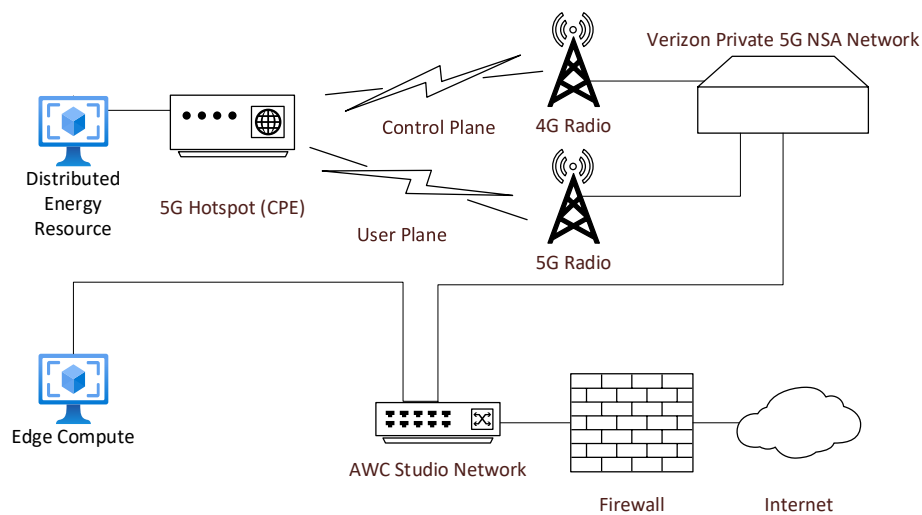 Verizon Private 5G NSA Network
Control Plane
4G Radio
Distributed
Energy
Resource
5G Hotspot (CPE)
User Plane
5G Radio
Edge Compute
AWC Studio Network
Firewall
Internet